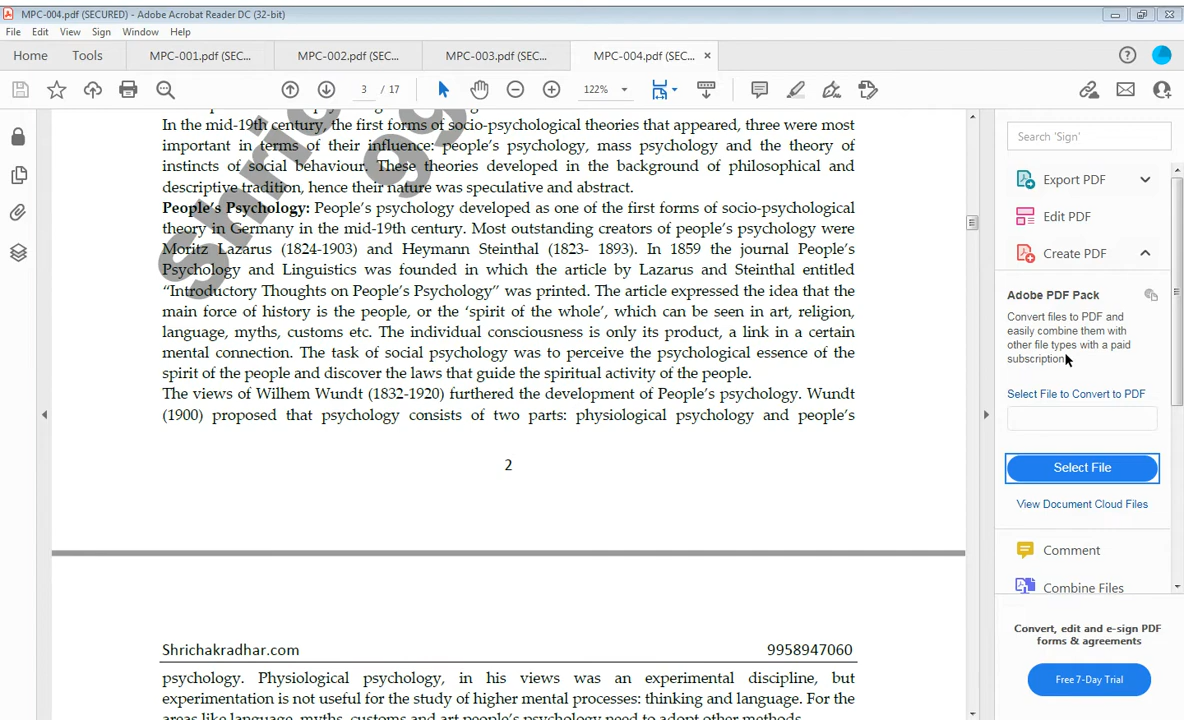 MPC-004.pdf (SECURED) - Adobe Acrobat Reader DC (32-bit)
File Edit View Sign Window Help
Home Tools MPC-001.pdf (SEC... MPC-002.pdf (SEC... MPC-003.pdf (SEC... MPC-004.pdf (SEC... ×
3 / 17 122%
In the mid-19th century, the first forms of socio-psychological theories that appeared, three were most
important in terms of their influence: people's psychology, mass psychology and the theory of
instincts of social behaviour. These theories developed in the background of philosophical and
descriptive tradition, hence their nature was speculative and abstract.
People's Psychology: People's psychology developed as one of the first forms of socio-psychological
theory in Germany in the mid-19th century. Most outstanding creators of people's psychology were
Moritz Lazarus (1824-1903) and Heymann Steinthal (1823- 1893). In 1859 the journal People's
Psychology and Linguistics was founded in which the article by Lazarus and Steinthal entitled
“Introductory Thoughts on People's Psychology” was printed. The article expressed the idea that the
main force of history is the people, or the ‘spirit of the whole’, which can be seen in art, religion,
language, myths, customs etc. The individual consciousness is only its product, a link in a certain
mental connection. The task of social psychology was to perceive the psychological essence of the
spirit of the people and discover the laws that guide the spiritual activity of the people.
The views of Wilhem Wundt (1832-1920) furthered the development of People's psychology. Wundt
(1900) proposed that psychology consists of two parts: physiological psychology and people's
2
Shrichakradhar.com 9958947060
psychology. Physiological psychology, in his views was an experimental discipline, but
experimentation is not useful for the study of higher mental processes: thinking and language. For the
areas like language, myths, customs and art people's psychology need to adopt other methods
Shric
99
Search 'Sign'
Export PDF
Edit PDF
Create PDF
Adobe PDF Pack
Convert files to PDF and
easily combine them with
other file types with a paid
subscription
Select File to Convert to PDF
Select File
View Document Cloud Files
Comment
Combine Files
Convert, edit and e-sign PDF
forms & agreements
Free 7-Day Trial